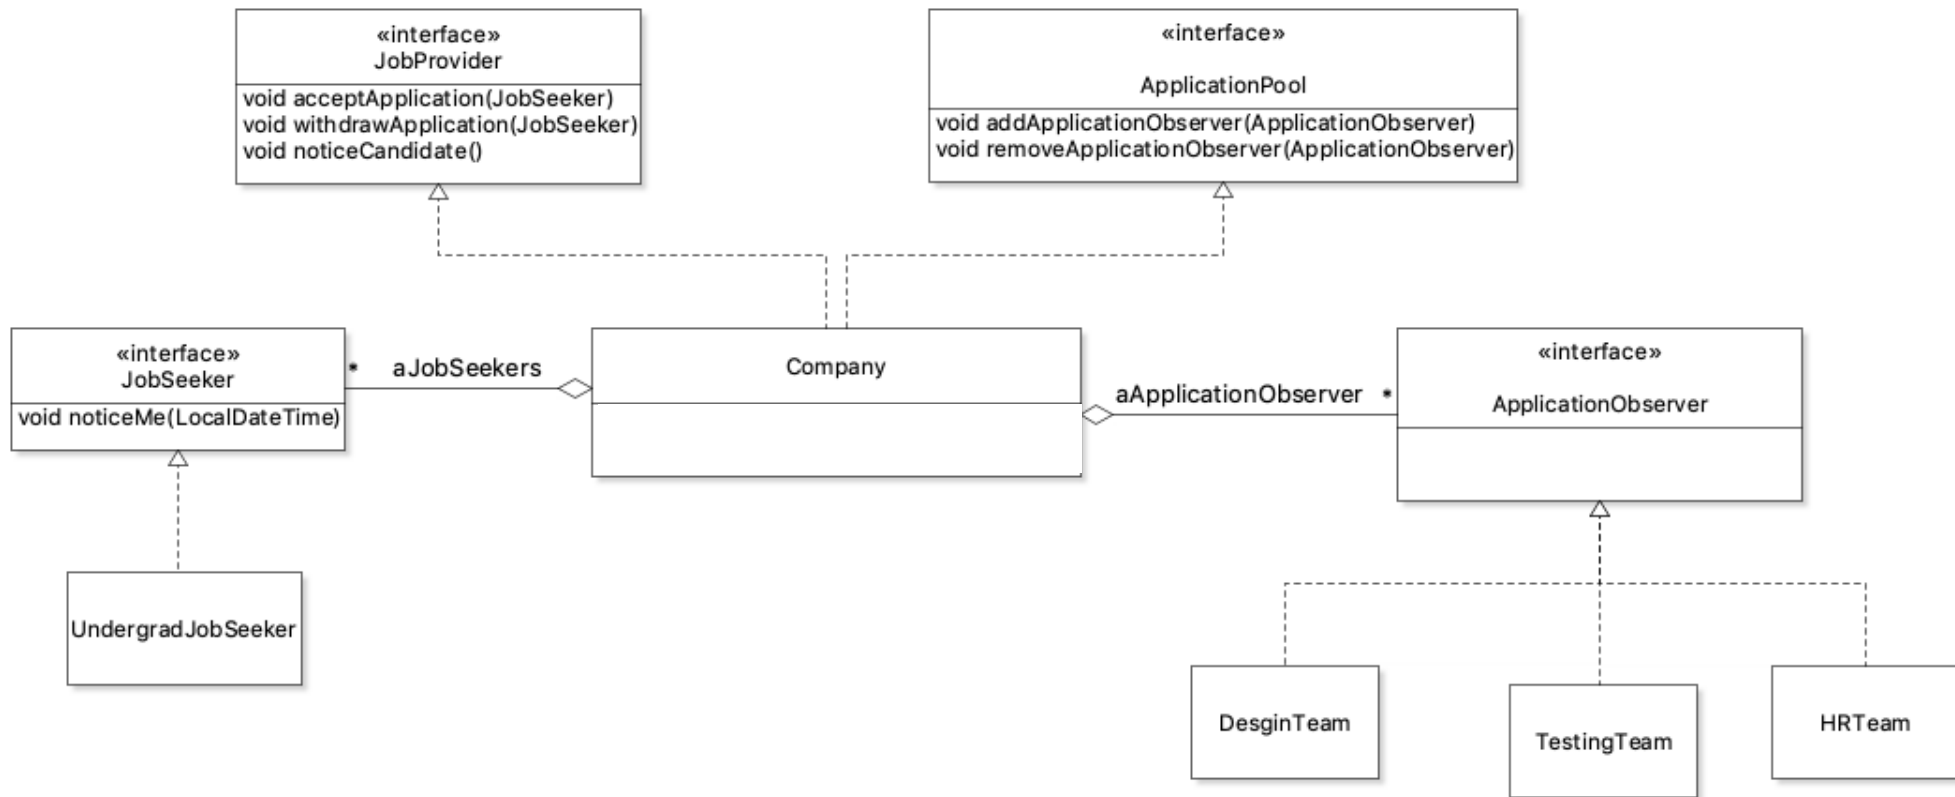 «interface»
JobProvider
void acceptApplication(JobSeeker)
void withdrawApplication(JobSeeker)
void noticeCandidate()
«interface»
ApplicationPool
void addApplicationObserver(ApplicationObserver)
void removeApplicationObserver(ApplicationObserver)
«interface»
JobSeeker
void noticeMe(LocalDateTime)
* aJobSeekers
Company
aApplicationObserver *
«interface»
ApplicationObserver
UndergradJobSeeker
DesginTeam
TestingTeam
HRTeam